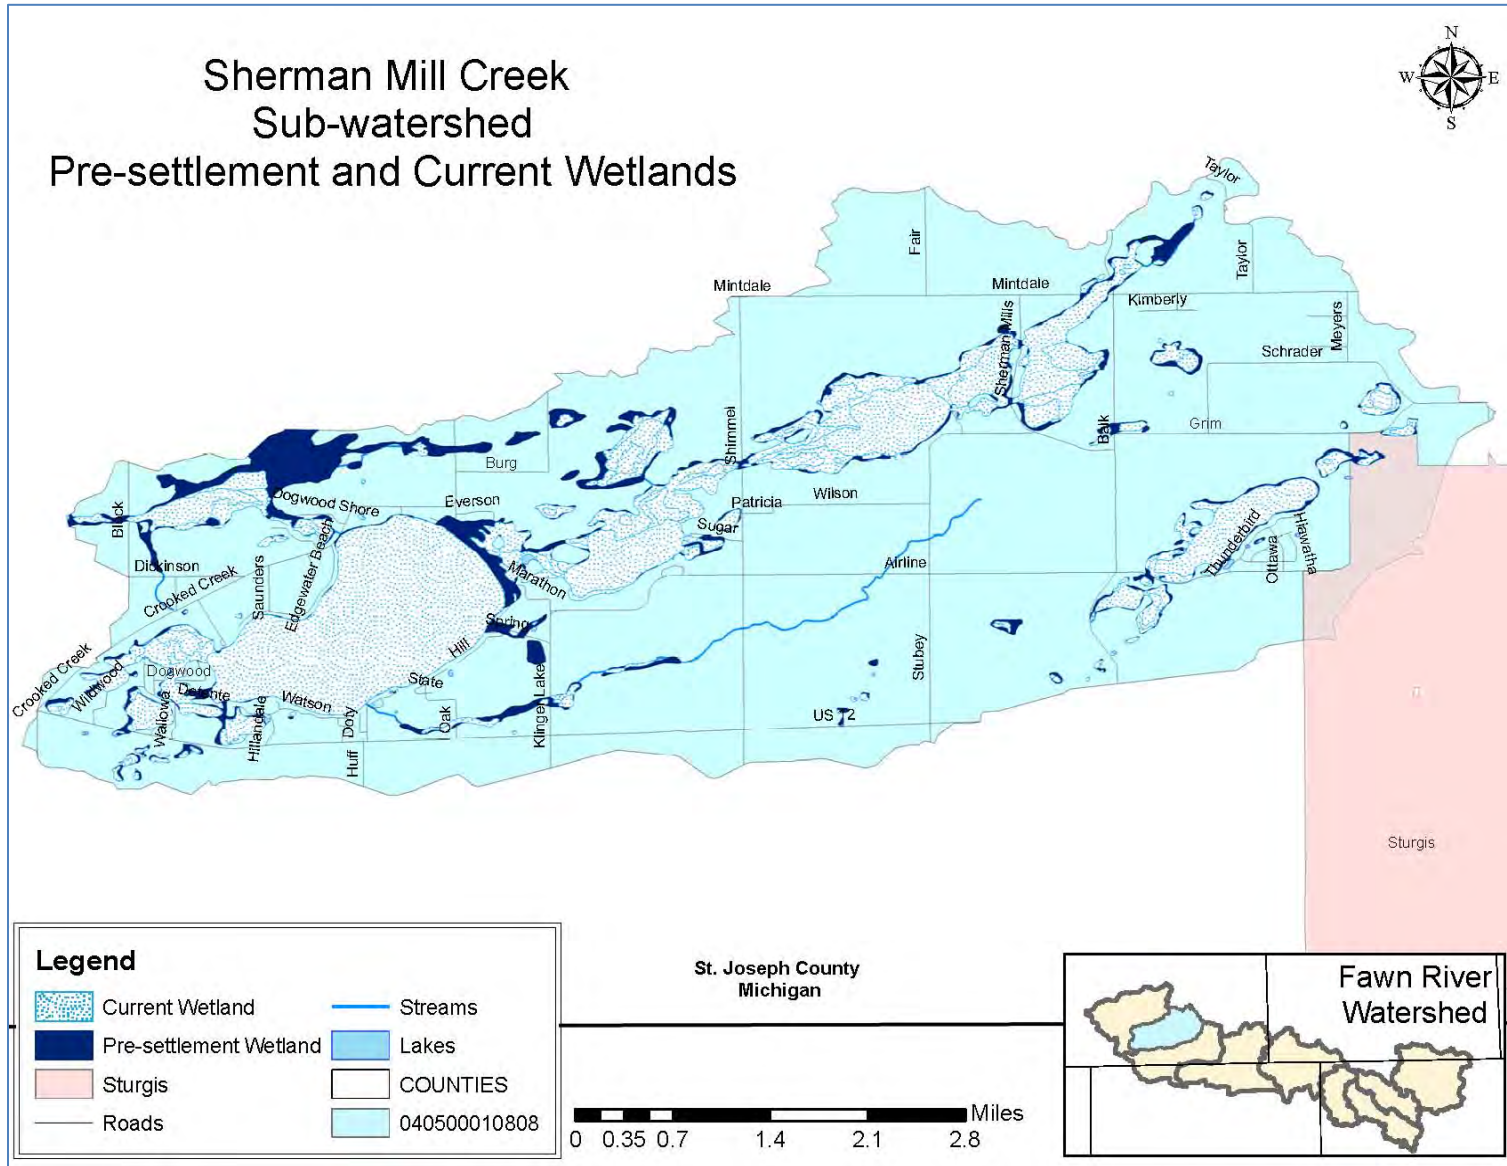 Sherman Mill Creek
Sub-watershed
Pre-settlement and Current Wetlands
N
W
E
S
Taylor
Fair
Taylor
Mintdale
Mintdale
Kimberly
Meyers
Sherman Mills
Schrader
Shimmel
Balk
Grim
Burg
Black
Dogwood Shore
Everson
Patricia
Wilson
Sugar
Thunderbird
Hiawatha
Ottawa
Dickinson
Crooked Creek
Saunders
Edgewater Beach
Marathon
Airline
Spring
Hill
Stubey
Crooked Creek
Wildwood
Dogwood
Wallowa
Hillandale
Watson
State
Doty
Oak
Klinger Lake
US 12
Huff
Sturgis
Legend
Current Wetland
Pre-settlement Wetland
Sturgis
Roads
Streams
Lakes
COUNTIES
040500010808
St. Joseph County
Michigan
Miles
0 0.35 0.7 1.4 2.1 2.8
Fawn River
Watershed